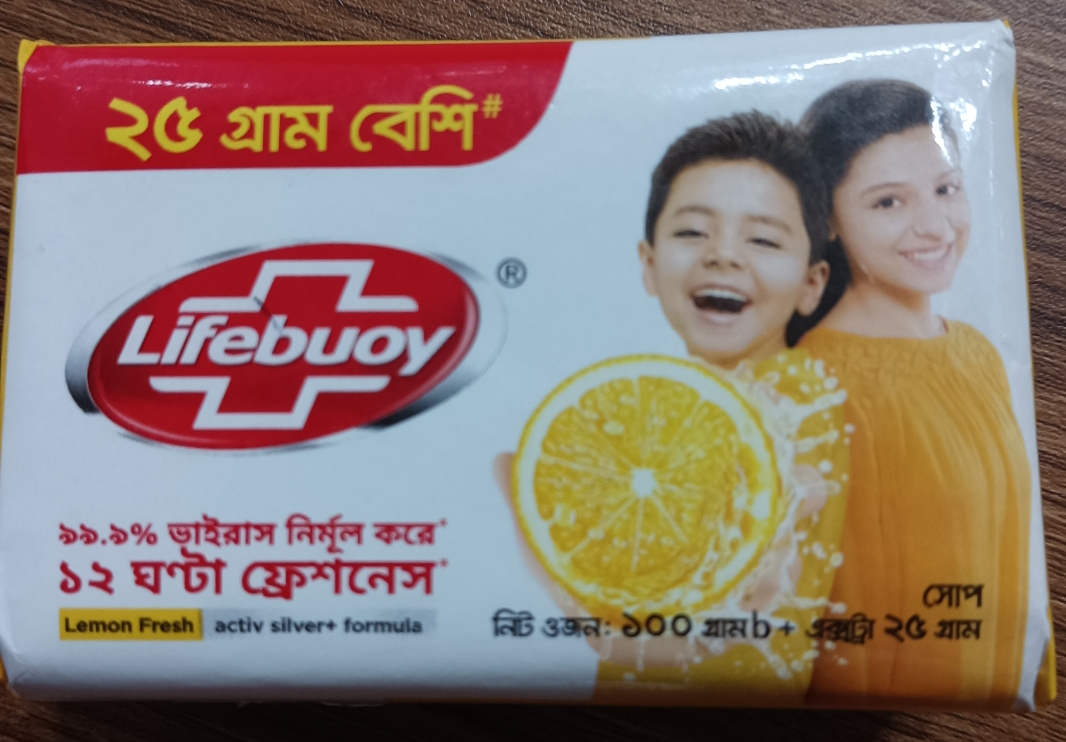 ২৫ গ্রাম বেশি#
Lifebuoy®
৯৯.৯% ভাইরাস নির্মূল করে*
১২ ঘণ্টা ফ্রেশনেস*
Lemon Fresh activ silver+ formula
সোপ
নিট ওজন: ১০০ গ্রাম b + এক্সট্রা ২৫ গ্রাম